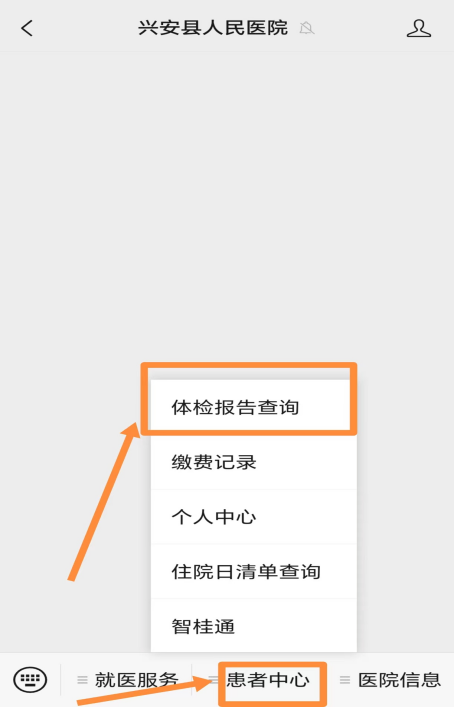 兴安县人民医院
体检报告查询
缴费记录
个人中心
住院日清单查询
智桂通
就医服务 患者中心 医院信息